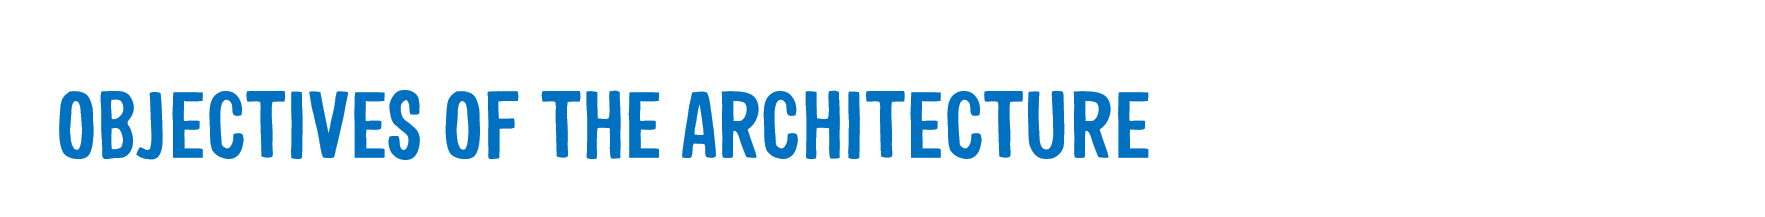 OBJECTIVES OF THE ARCHITECTURE